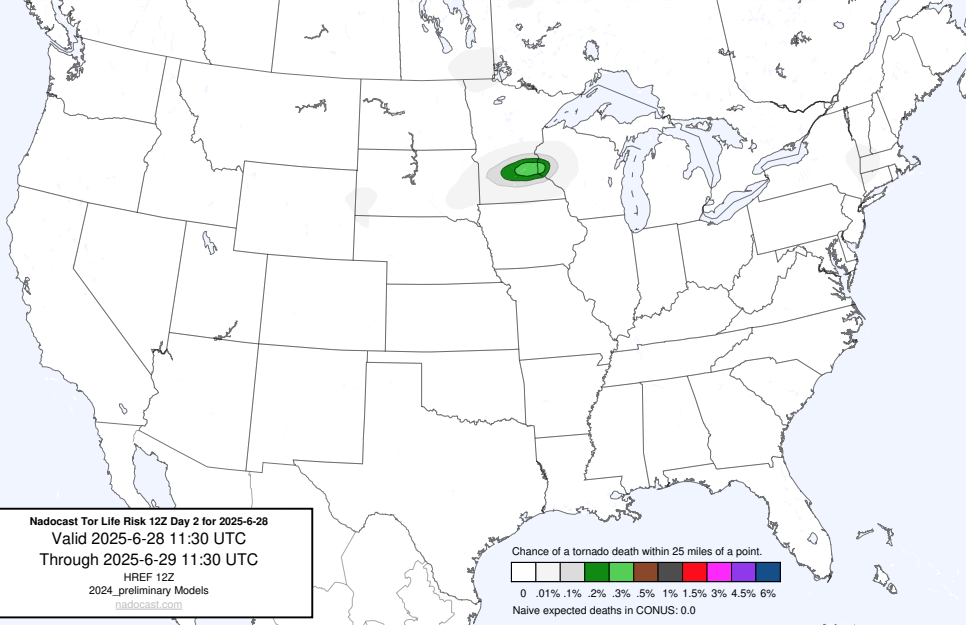 Nadocast Tor Life Risk 12Z Day 2 for 2025-6-28
Valid 2025-6-28 11:30 UTC
Through 2025-6-29 11:30 UTC
HREF 12Z
2024_preliminary Models
nadocast.com
Chance of a tornado death within 25 miles of a point.
0 .01% .1% .2% .3% .5% 1% 1.5% 3% 4.5% 6%
Naive expected deaths in CONUS: 0.0